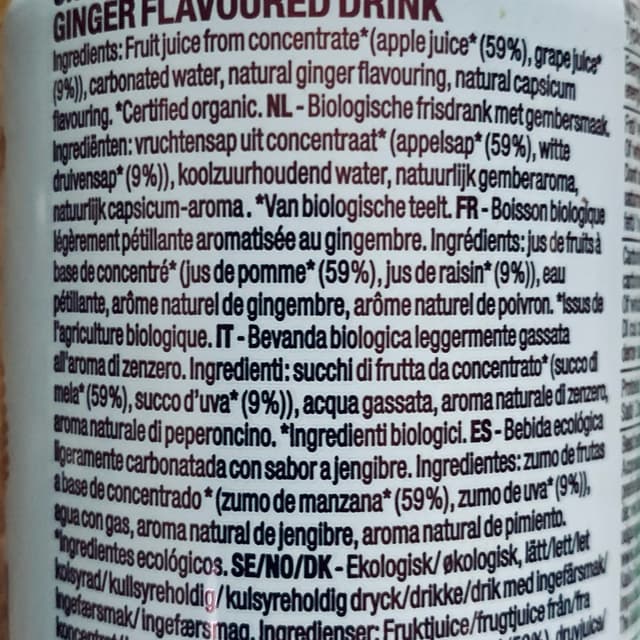 GINGER FLAVOURED DRINK
Ingredients: Fruit juice from concentrate* (apple juice* (59%), grape juice*
(9%)), carbonated water, natural ginger flavouring, natural capsicum
flavouring. *Certified organic. NL - Biologische frisdrank met gembersmaak.
Ingrediënten: vruchtensap uit concentraat* (appelsap* (59%), witte
druivensap* (9%)), koolzuurhoudend water, natuurlijk gemberaroma,
natuurlijk capsicum-aroma. *Van biologische teelt. FR - Boisson biologique
légèrement pétillante aromatisée au gingembre. Ingrédients: jus de fruits à
base de concentré* (jus de pomme* (59%), jus de raisin* (9%)), eau
pétillante, arôme naturel de gingembre, arôme naturel de poivron. *Issus de
l'agriculture biologique. IT - Bevanda biologica leggermente gassata
all'aroma di zenzero. Ingredienti: succhi di frutta da concentrato* (succo di
mela* (59%), succo d'uva* (9%)), acqua gassata, aroma naturale di zenzero,
aroma naturale di peperoncino. *Ingredienti biologici. ES - Bebida ecológica
ligeramente carbonatada con sabor a jengibre. Ingredientes: zumo de frutas
a base de concentrado* (zumo de manzana* (59%), zumo de uva* (9%)),
agua con gas, aroma natural de jengibre, aroma natural de pimiento.
*Ingredientes ecológicos. SE/NO/DK - Ekologisk/økologisk, lätt/lett/let
kolsyrad/kullsyreholdig/kulsyreholdig dryck/drikke/drik med ingefärsmak/
ingefærsmak/ingefærsmag. Ingredienser: Fruktjuice/frugtjuice från/fra